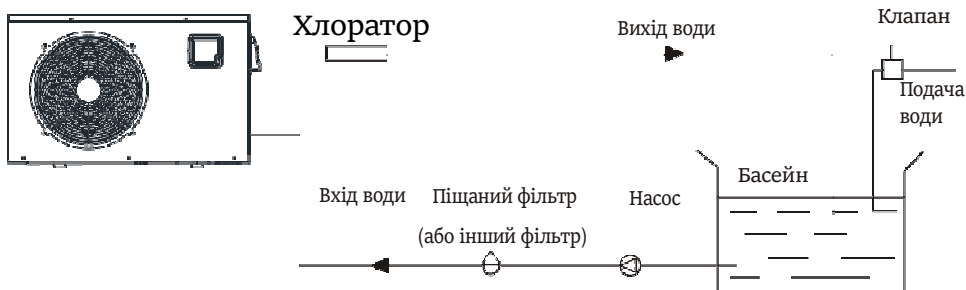 Хлоратор
Вихід води
Клапан
Подача
води
Басейн
Вхід води
Піщаний фільтр
(або інший фільтр)
Насос